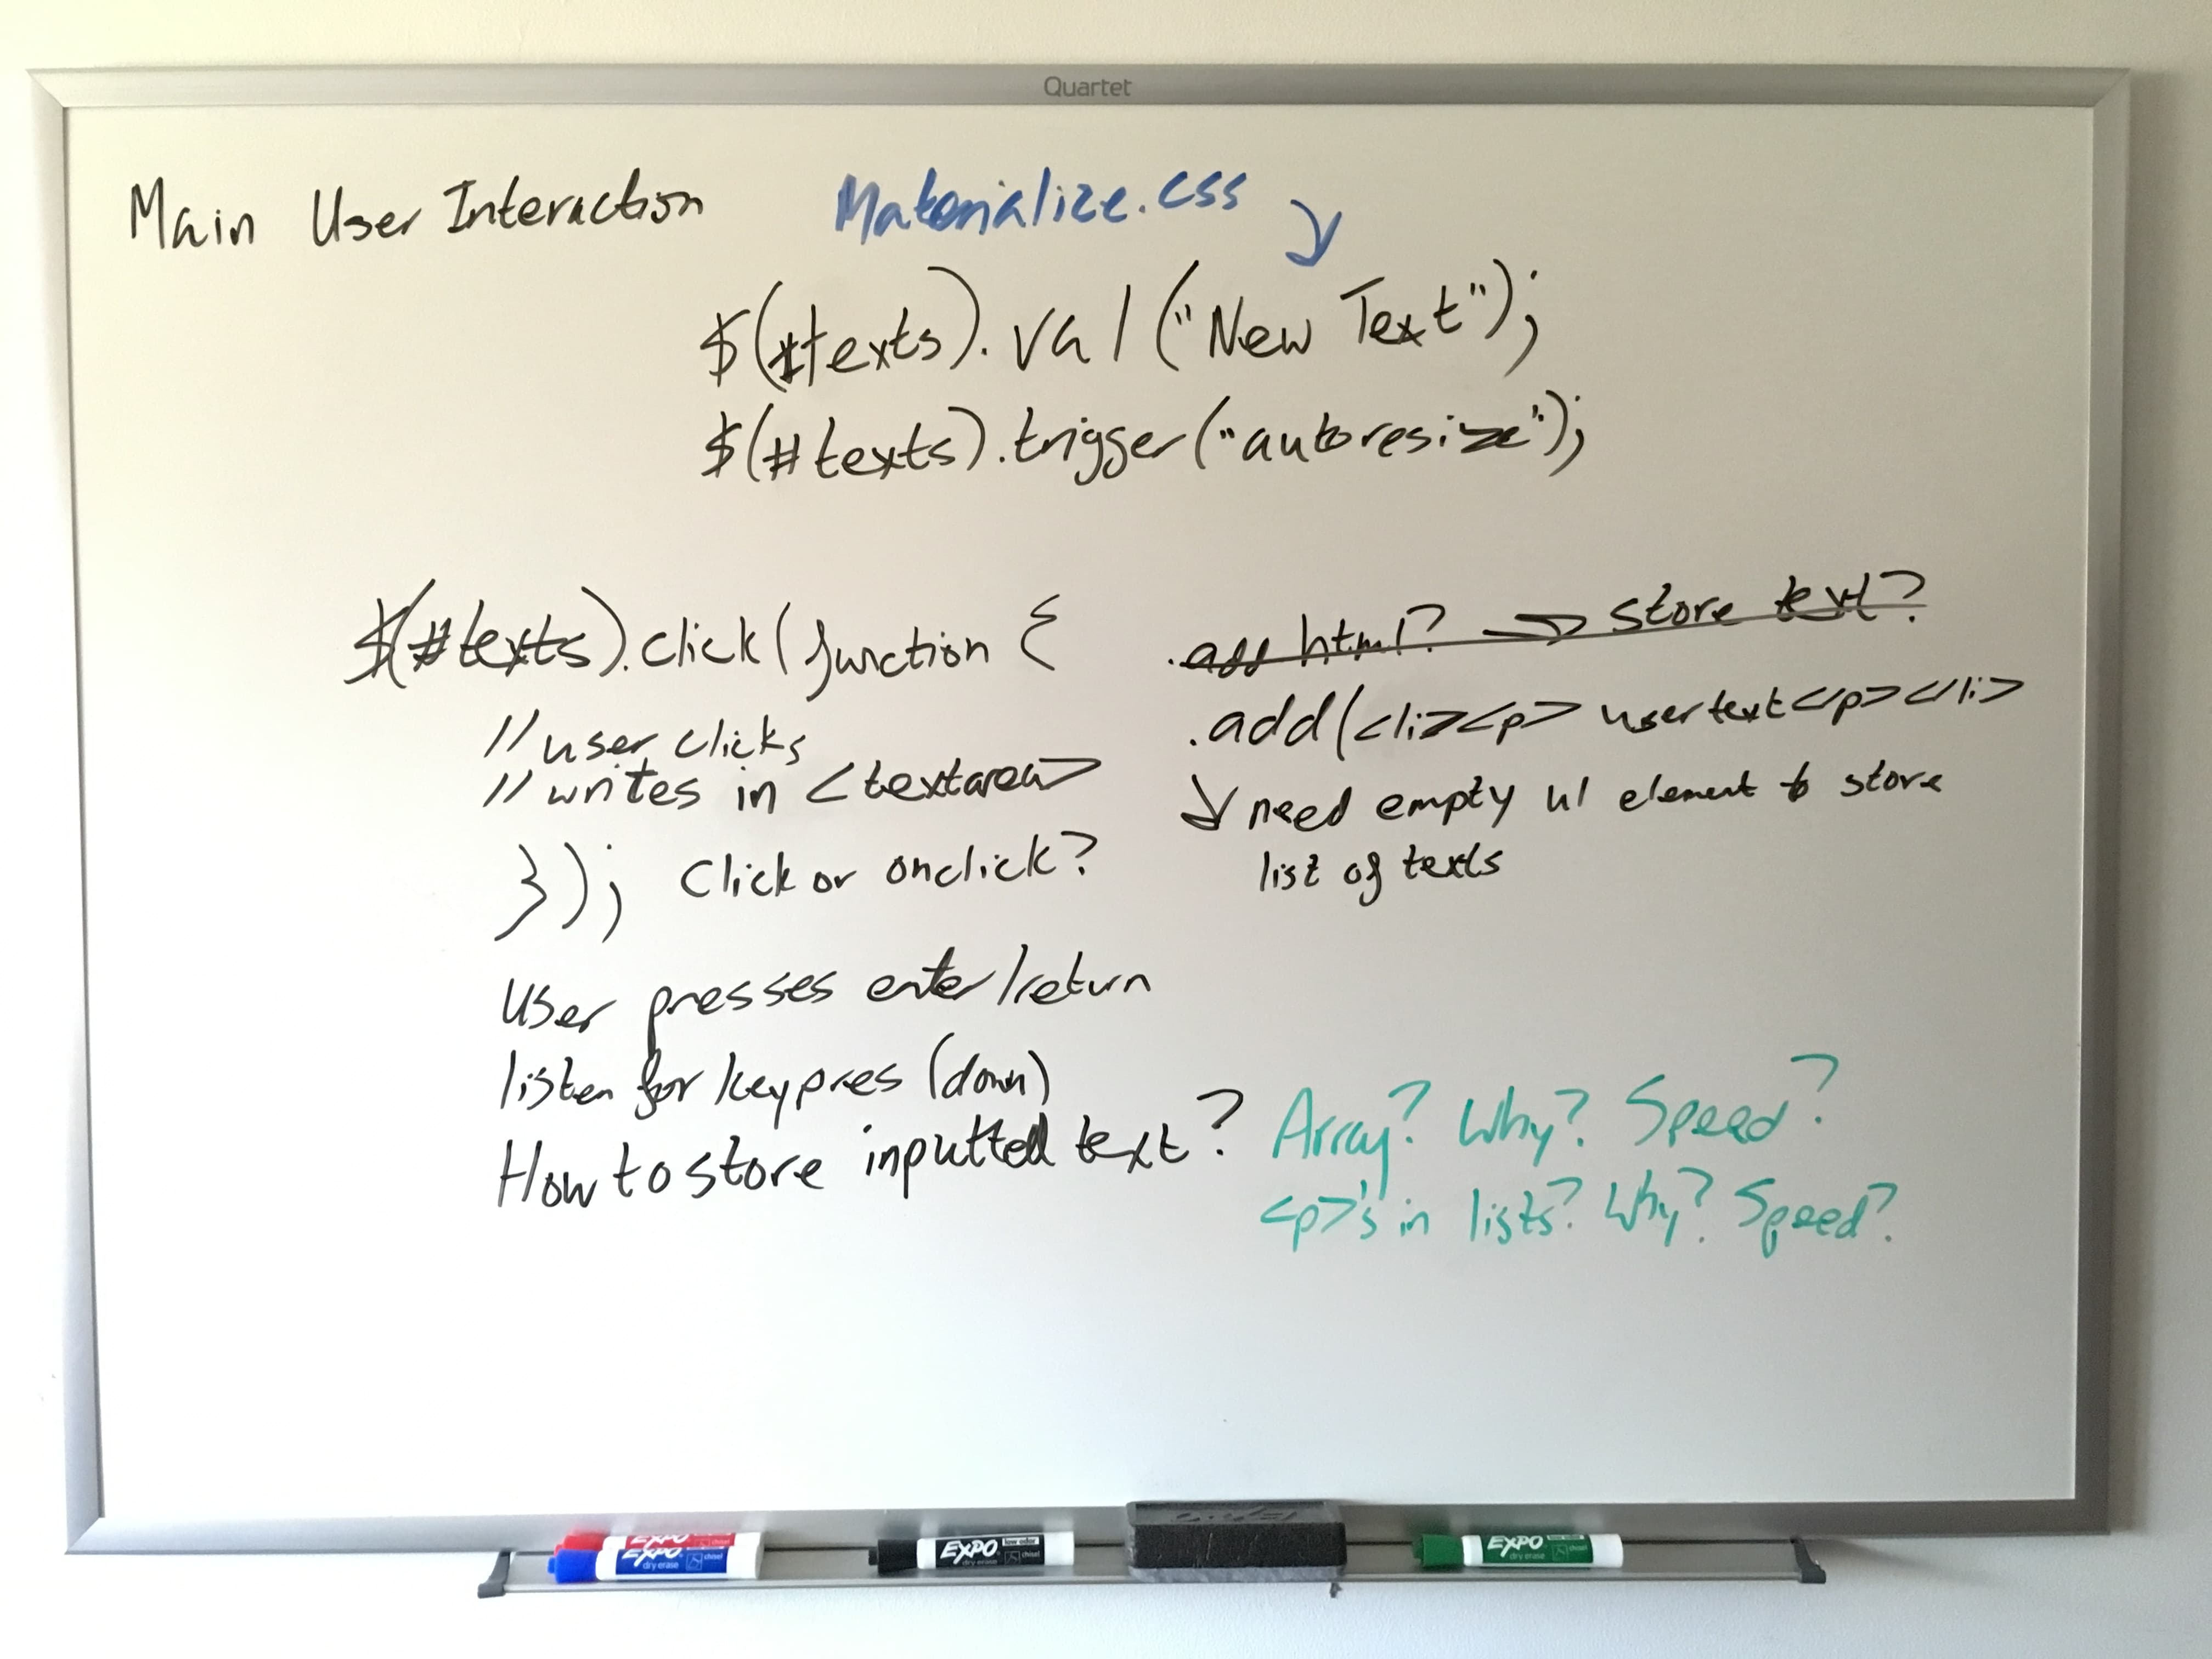 Quartet
Main User Interaction
Materialize.css
$(#texts).val("New Text");
$(#texts).trigger("autoresize");
$(#texts).click(function {
//user clicks
//writes in <textarea>
}); Click or onclick?
.add html? → store text?
.add(<li><p> usertext</p></li>
↓ need empty ul element to store
list of texts
User presses enter/return
listen for keypres (down)
How to store inputted text?
Array? Why? Speed?
<p>'s in lists? Why? Speed?
EXPO
EXPO
dry erase
chisel
EXPO
low odor
dry erase
chisel
EXPO
dry erase
chisel